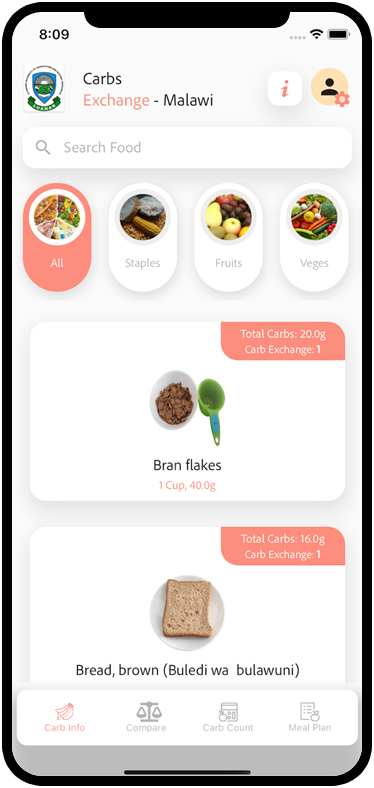 8:09
Carbs
Exchange - Malawi
i
Search Food
All
Staples
Fruits
Veges
Total Carbs: 20.0g
Carb Exchange: 1
Bran flakes
1 Cup, 40.0g
Total Carbs: 16.0g
Carb Exchange: 1
Bread, brown (Buledi wa bulawuni)
Carb Info
Compare
Carb Count
Meal Plan